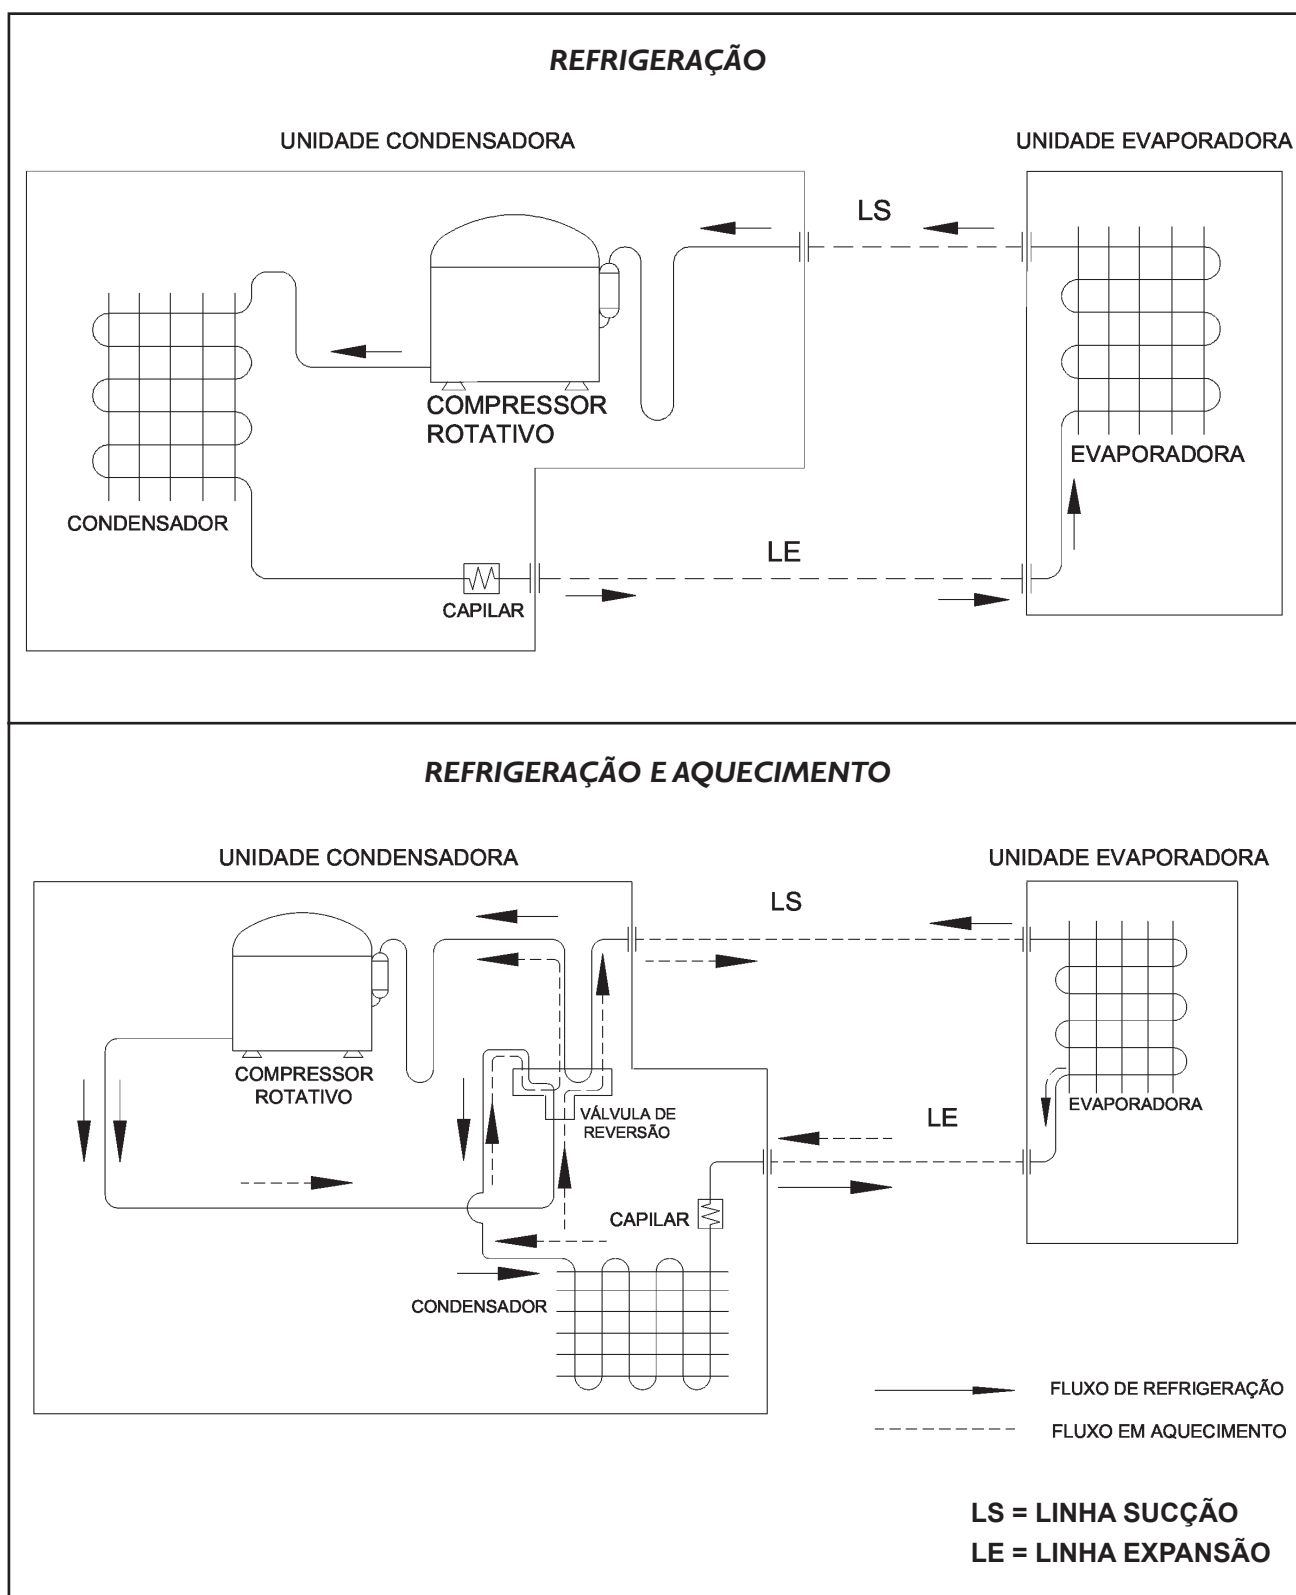 REFRIGERAÇÃO
UNIDADE CONDENSADORA
UNIDADE EVAPORADORA
LS
COMPRESSOR
ROTATIVO
EVAPORADORA
CONDENSADOR
LE
CAPILAR
REFRIGERAÇÃO E AQUECIMENTO
UNIDADE CONDENSADORA
UNIDADE EVAPORADORA
LS
COMPRESSOR
ROTATIVO
VÁLVULA DE
REVERSÃO
LE
EVAPORADORA
CAPILAR
CONDENSADOR
FLUXO DE REFRIGERAÇÃO
FLUXO EM AQUECIMENTO
LS = LINHA SUCÇÃO
LE = LINHA EXPANSÃO